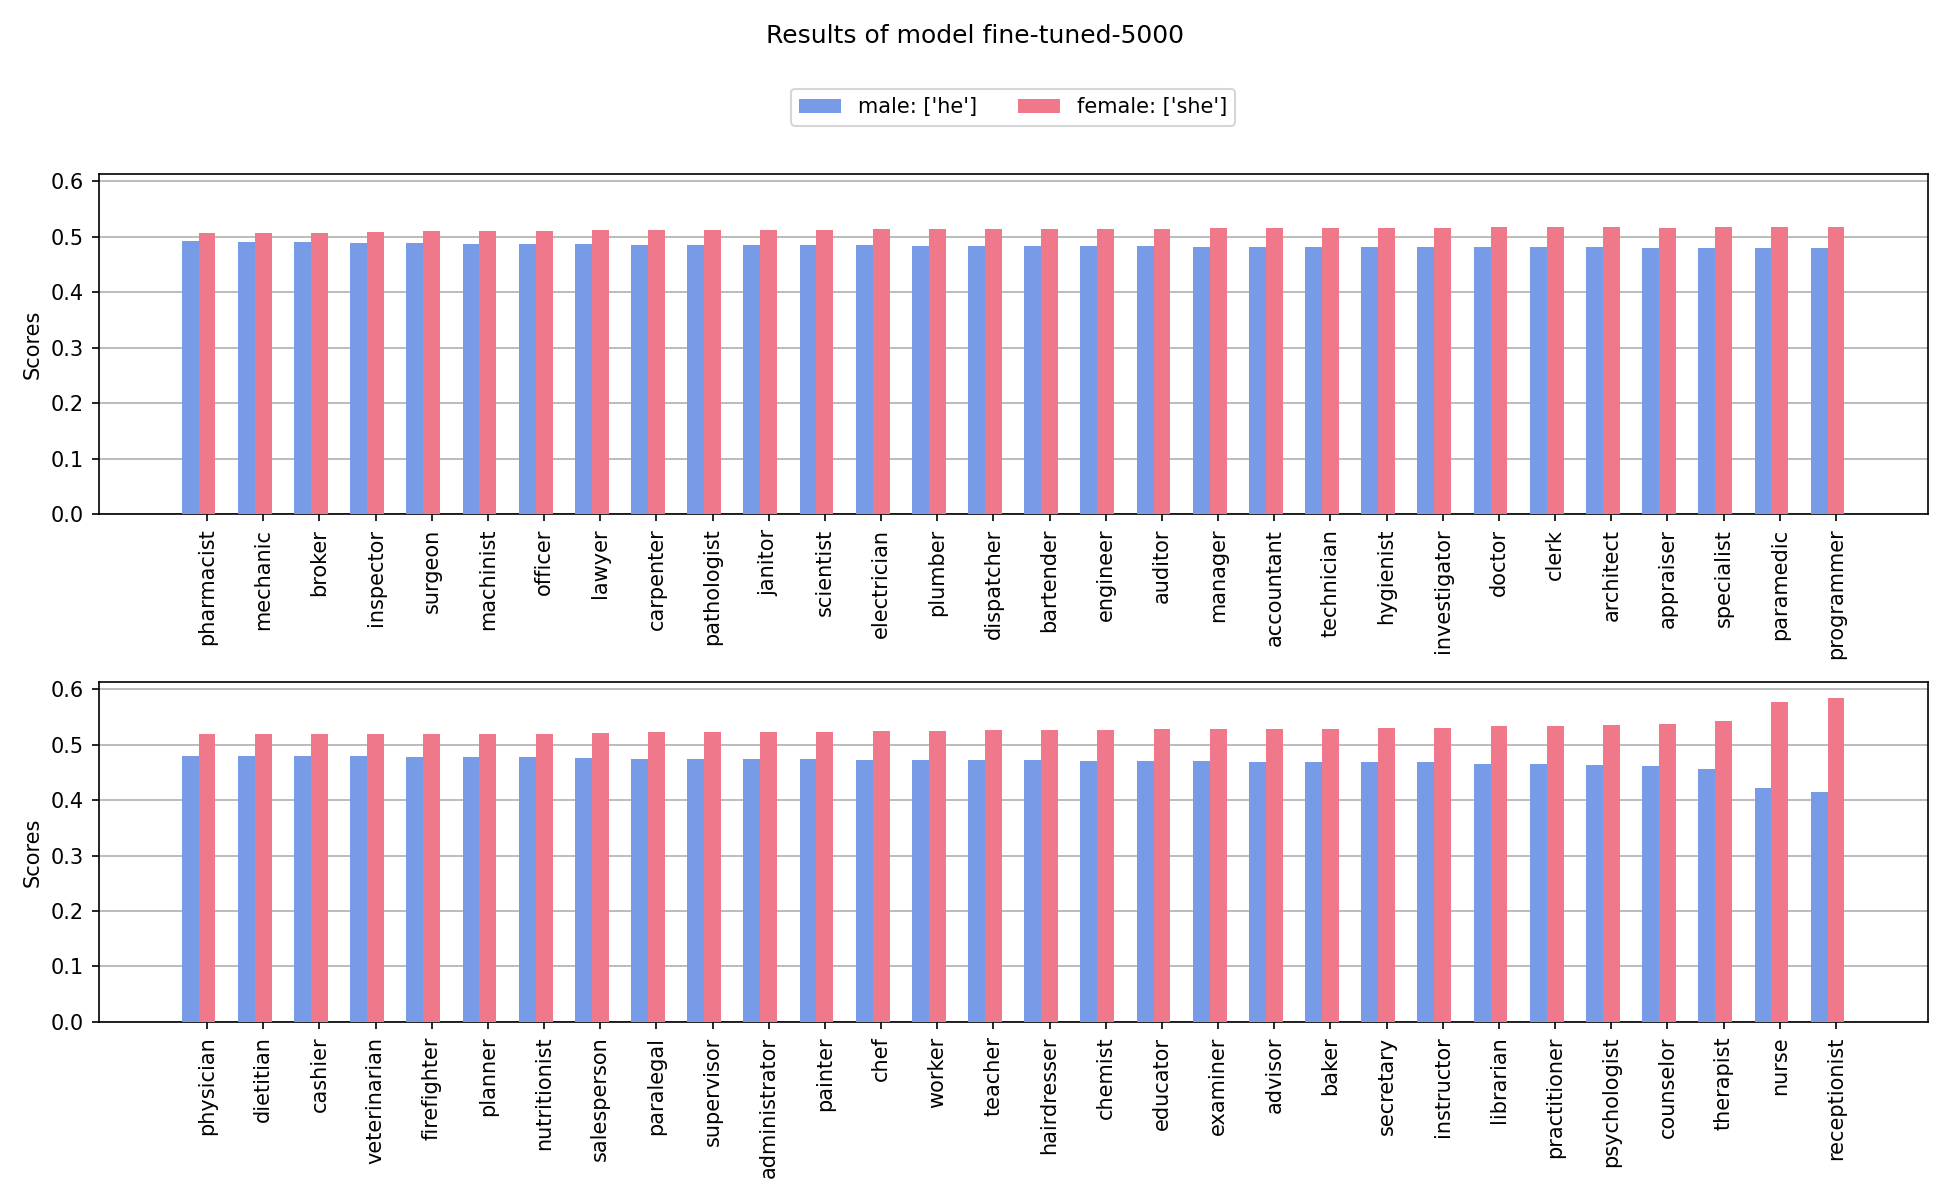 Results of model fine-tuned-5000
male: ['he'] female: ['she']
0.6
0.5
0.4
0.3
0.2
0.1
0.0
Scores
pharmacist mechanic broker inspector surgeon machinist officer lawyer carpenter pathologist janitor scientist electrician plumber dispatcher bartender engineer auditor manager accountant technician hygienist investigator doctor clerk architect appraiser specialist paramedic programmer
0.6
0.5
0.4
0.3
0.2
0.1
0.0
Scores
physician dietitian cashier veterinarian firefighter planner nutritionist salesperson paralegal supervisor administrator painter chef worker teacher hairdresser chemist educator examiner advisor baker secretary instructor librarian practitioner psychologist counselor therapist nurse receptionist